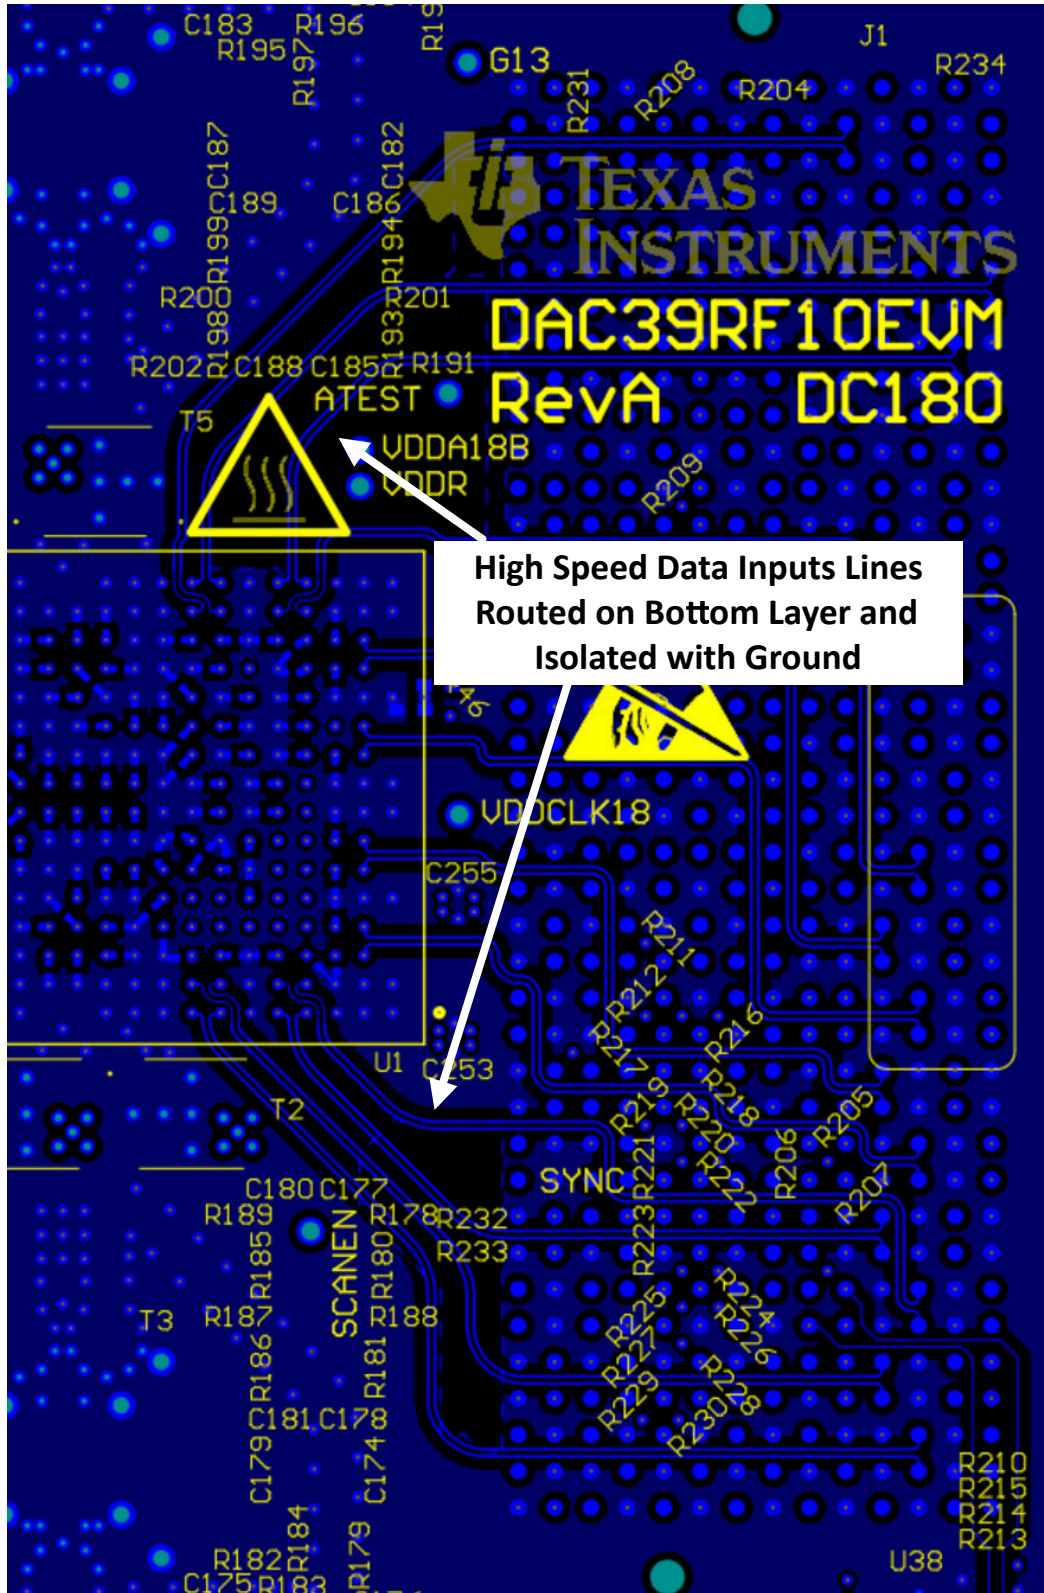 C183 R196
R195
R197
G13
J1
R234
R231
R208
R204
C187
C182
TEXAS
INSTRUMENTS
C189
C186
R199
R194
R200
R201
R193
DAC39RF10EVM
R202
C188
C185
R191
ATEST
RevA DC180
T5
VDDA18B
VDDR
R209
High Speed Data Inputs Lines
Routed on Bottom Layer and
Isolated with Ground
VDDCLK18
C255
R211
R212
R216
R217
U1
C253
R218
R219
R205
T2
R220
R221
R206
R222
SYNC
R207
C180 C177
R189
R178
R232
R233
R223
R185
R180
SCANEN
T3
R187
R188
R224
R225
R226
R227
R186
R181
R228
R229
R230
C181 C178
C179
C174
R210
R215
R214
R213
R184
R179
R182
C175
R183
U38